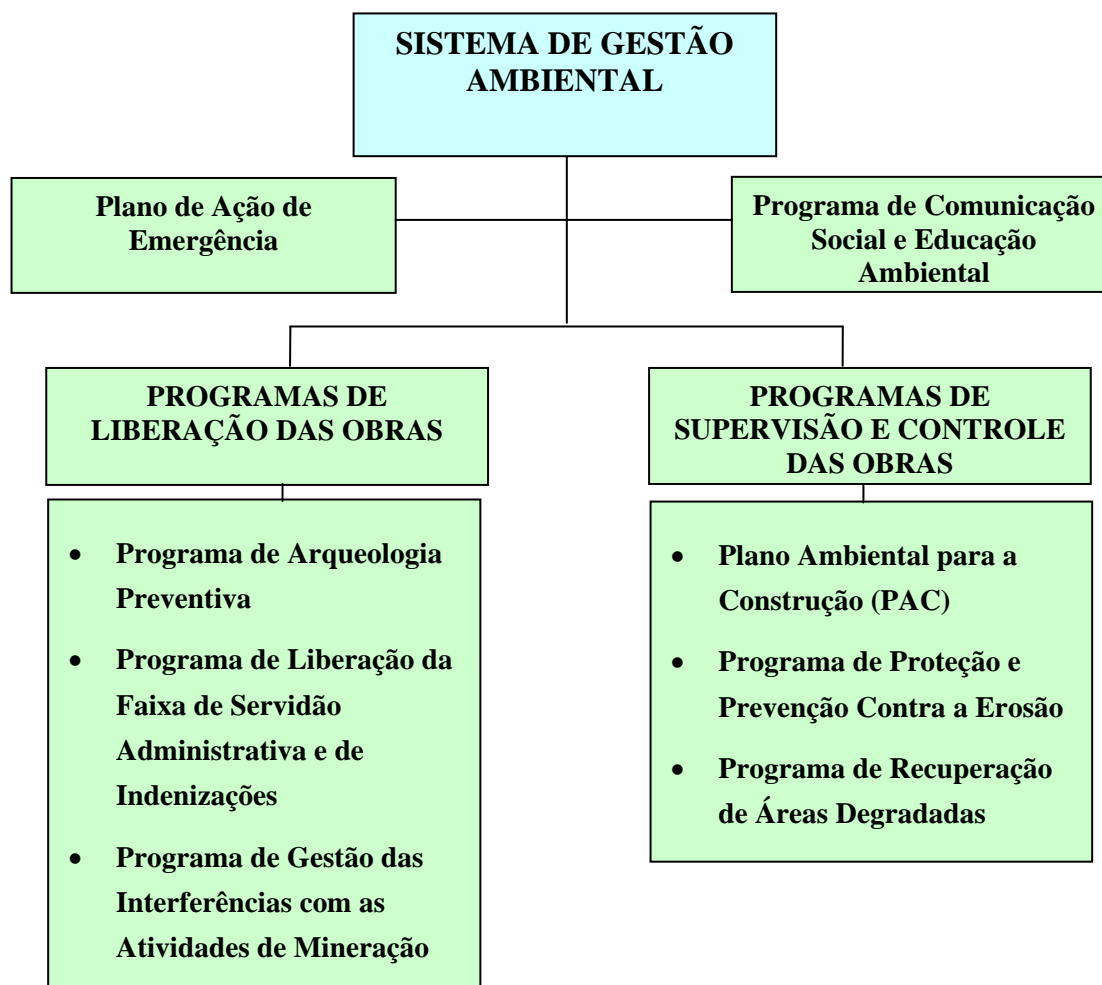 SISTEMA DE GESTÃO
AMBIENTAL
Plano de Ação de
Emergência
Programa de Comunicação
Social e Educação
Ambiental
PROGRAMAS DE
LIBERAÇÃO DAS OBRAS
PROGRAMAS DE
SUPERVISÃO E CONTROLE
DAS OBRAS
• Programa de Arqueologia
Preventiva
• Programa de Liberação da
Faixa de Servidão
Administrativa e de
Indenizações
• Programa de Gestão das
Interferências com as
Atividades de Mineração
• Plano Ambiental para a
Construção (PAC)
• Programa de Proteção e
Prevenção Contra a Erosão
• Programa de Recuperação
de Áreas Degradadas